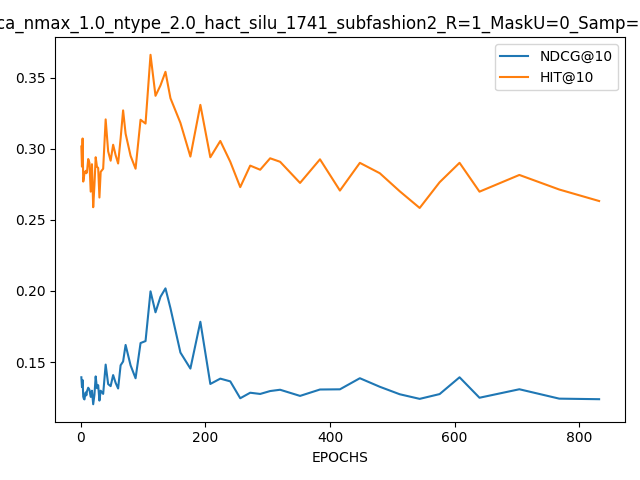 ca_nmax_1.0_ntype_2.0_hact_silu_1741_subfashion2_R=1_MaskU=0_Samp=
NDCG@10
HIT@10
0.35
0.30
0.25
0.20
0.15
0 200 400 600 800
EPOCHS